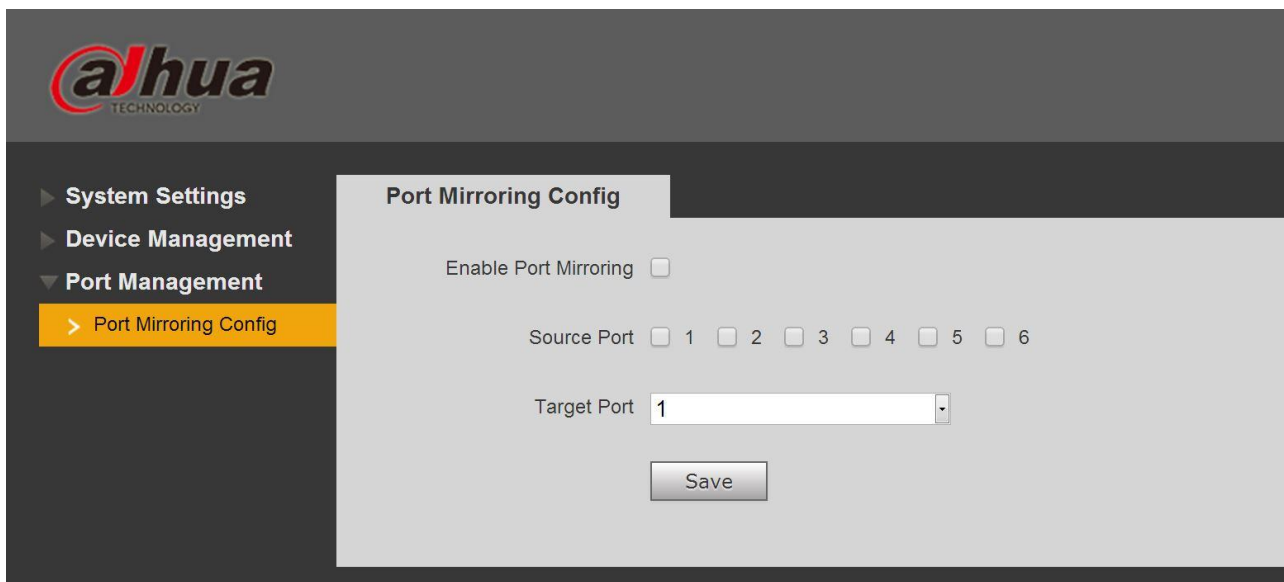 alhua
TECHNOLOGY
System Settings
Device Management
Port Management
Port Mirroring Config
Port Mirroring Config
Enable Port Mirroring
Source Port 1 2 3 4 5 6
Target Port 1
Save